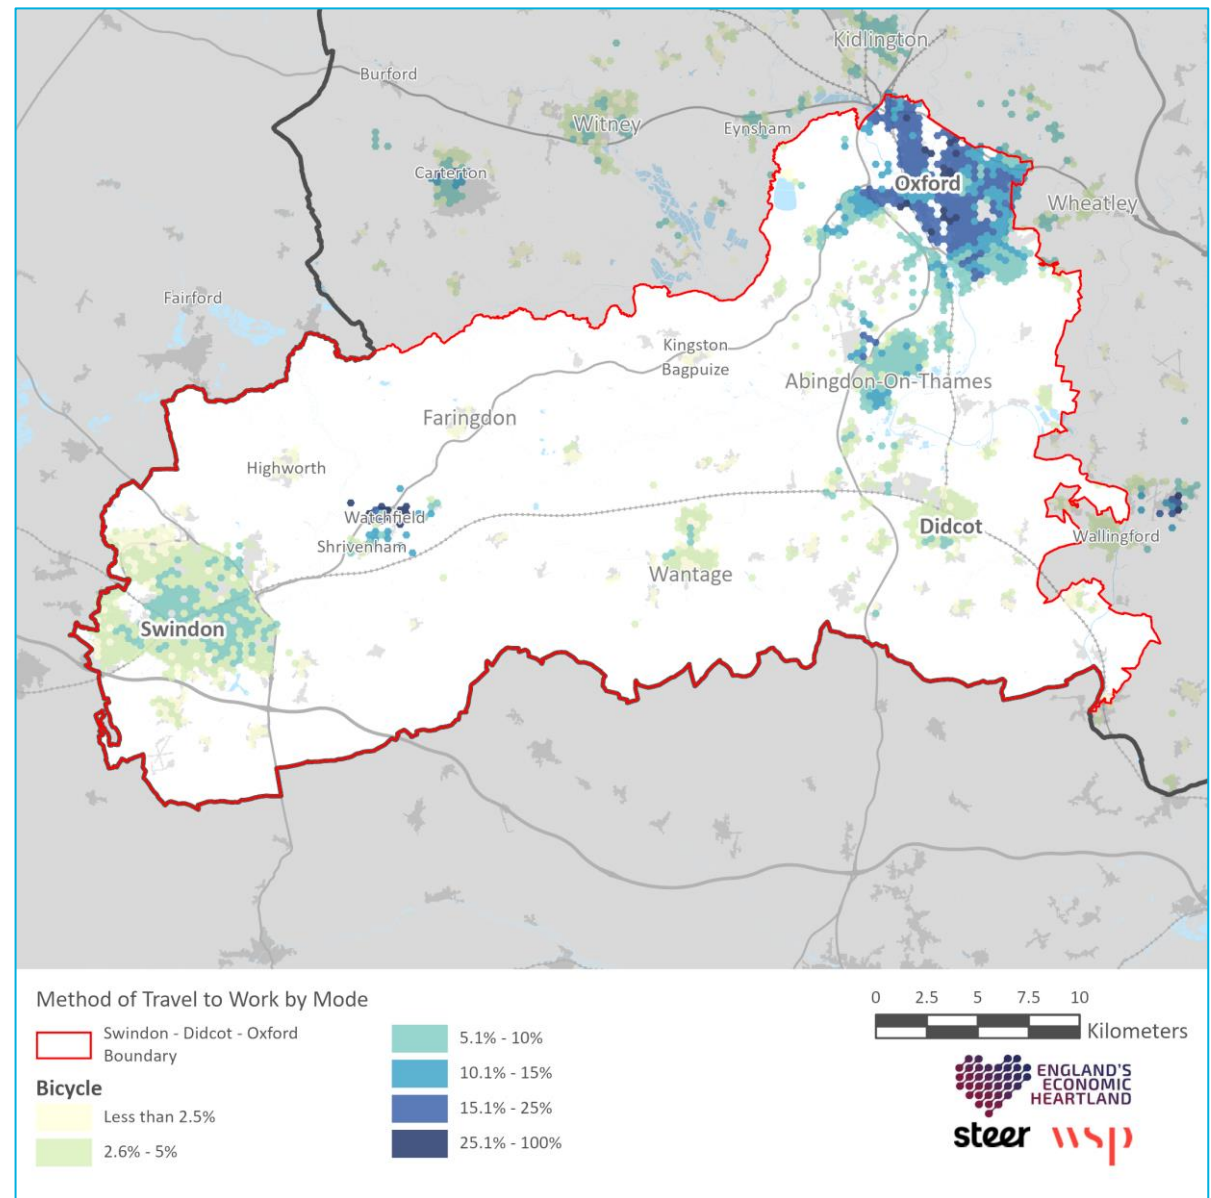 Kidlington
Burford
Witney
Eynsham
Carterton
Oxford
Wheatley
Fairford
Kingston
Bagpuize
Abingdon-On-Thames
Faringdon
Highworth
Watchfield
Didcot
Wallingford
Shrivenham
Wantage
Swindon
Method of Travel to Work by Mode
Swindon - Didcot - Oxford
Boundary
Bicycle
Less than 2.5%
2.6% - 5%
5.1% - 10%
10.1% - 15%
15.1% - 25%
25.1% - 100%
0 2.5 5 7.5 10
Kilometers
ENGLAND'S
ECONOMIC
HEARTLAND
steer wsp